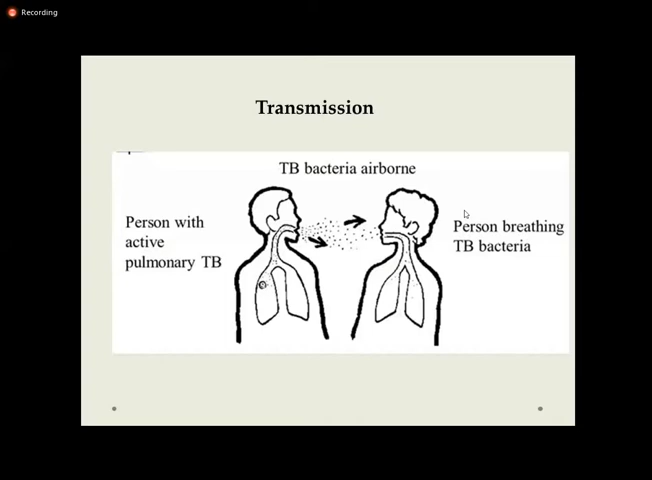 Recording
Transmission
TB bacteria airborne
Person with
active
pulmonary TB
Person breathing
TB bacteria